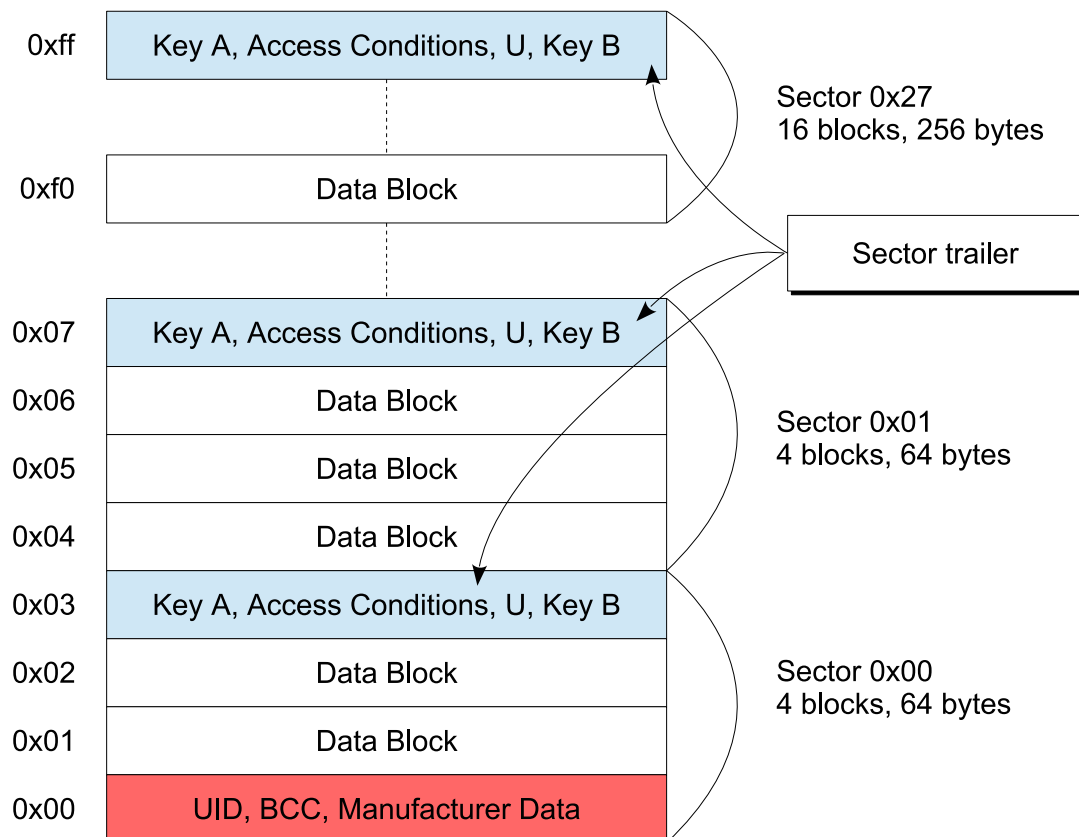 0xff
Key A, Access Conditions, U, Key B
Sector 0x27
16 blocks, 256 bytes
0xf0
Data Block
Sector trailer
0x07
Key A, Access Conditions, U, Key B
0x06
Data Block
Sector 0x01
4 blocks, 64 bytes
0x05
Data Block
0x04
Data Block
0x03
Key A, Access Conditions, U, Key B
0x02
Data Block
Sector 0x00
4 blocks, 64 bytes
0x01
Data Block
0x00
UID, BCC, Manufacturer Data